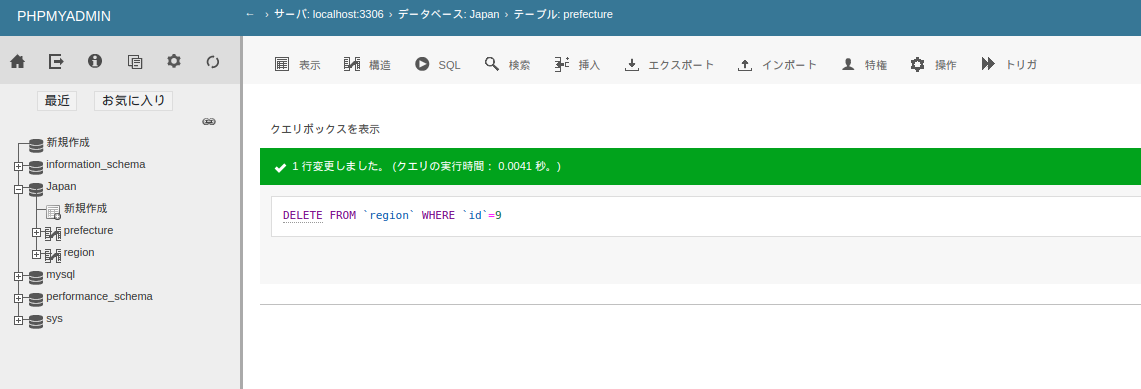 PHPMYADMIN
← › サーバ: localhost:3306 › データベース: Japan › テーブル: prefecture
表示 構造 SQL 検索 挿入 エクスポート インポート 特権 操作 トリガ
最近 お気に入り
新規作成
information_schema
Japan
新規作成
prefecture
region
mysql
performance_schema
sys
クエリボックスを表示
1 行変更しました。 (クエリの実行時間： 0.0041 秒。)
DELETE FROM `region` WHERE `id`=9